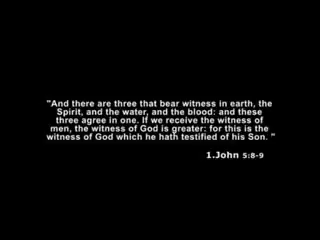 "And there are three that bear witness in earth, the
Spirit, and the water, and the blood: and these
three agree in one. If we receive the witness of
men, the witness of God is greater: for this is the
witness of God which he hath testified of his Son. "
1.John 5:8-9